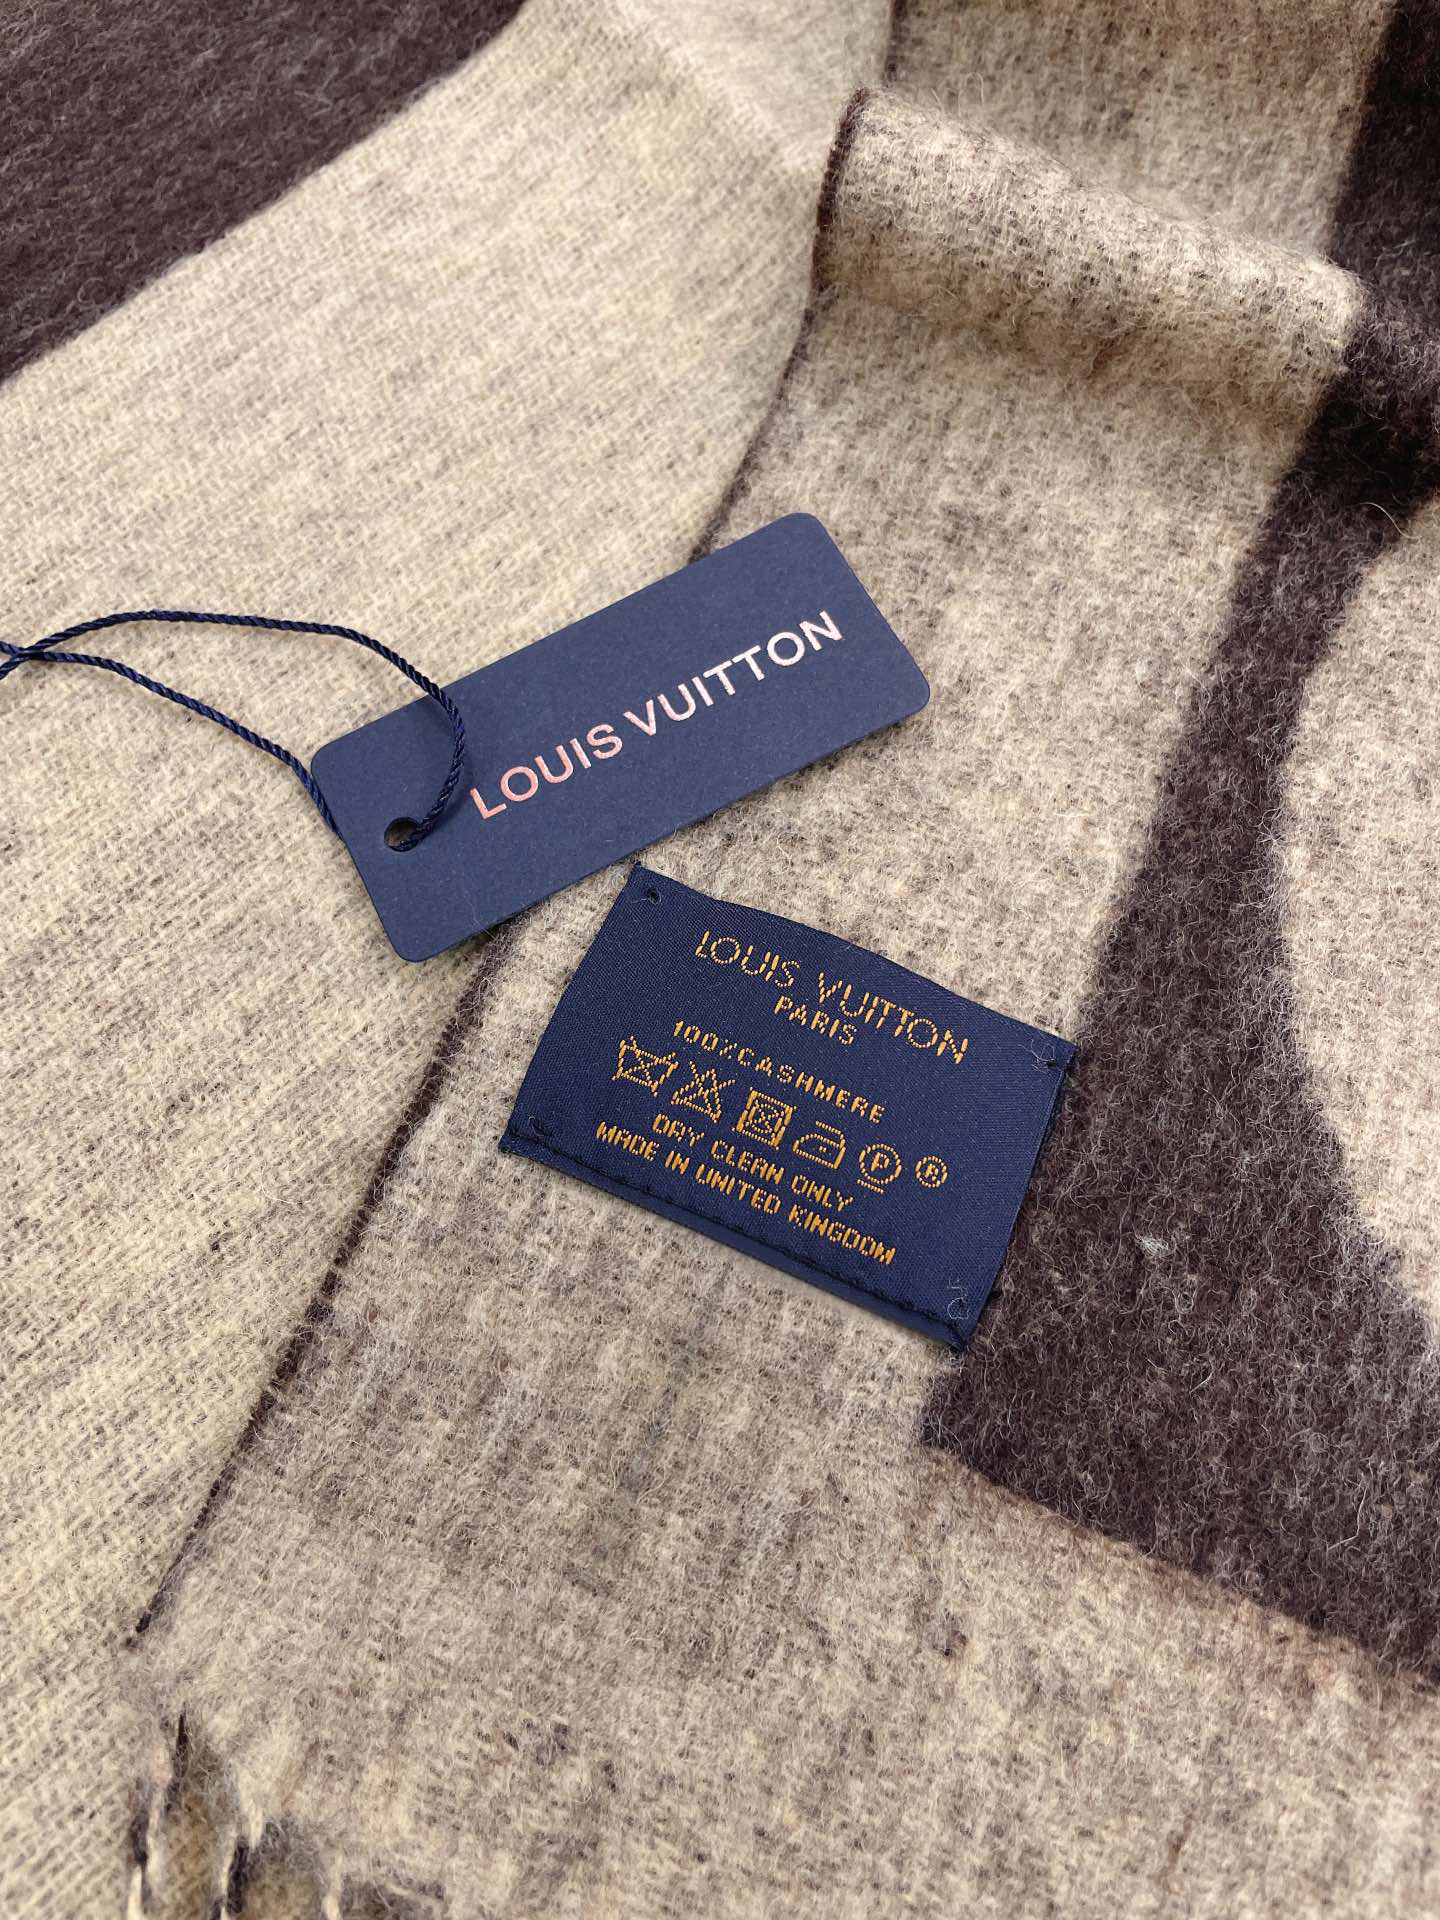 LOUIS VUITTON
LOUIS VUITTON
PARIS
100%CASHMERE
P R
DRY CLEAN ONLY
MADE IN UNITED KINGDOM